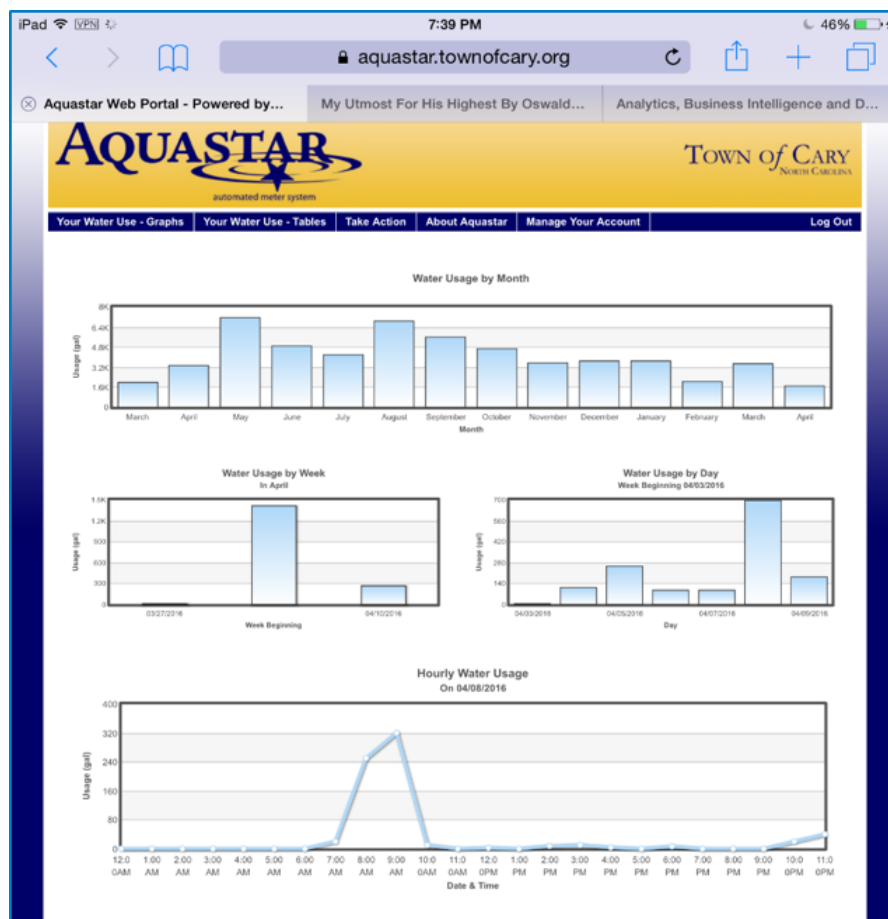 iPad VPN 7:39 PM 46%
aquastar.townofcary.org
Aquastar Web Portal - Powered by... My Utmost For His Highest By Oswald... Analytics, Business Intelligence and D...
AQUASTAR TOWN of CARY
NORTH CAROLINA
automated meter system
Your Water Use - Graphs Your Water Use - Tables Take Action About Aquastar Manage Your Account Log Out
Water Usage by Month
8K
6.4K
4.8K
3.2K
1.6K
0
Usage (gal)
March April May June July August September October November December January February March April
Month
Water Usage by Week
In April
1.5K
1.2K
900
600
300
0
Usage (gal)
03/27/2016 04/10/2016
Week Beginning
Water Usage by Day
Week Beginning 04/03/2016
700
560
420
280
140
0
Usage (gal)
04/03/2016 04/05/2016 04/07/2016 04/09/2016
Day
Hourly Water Usage
On 04/08/2016
400
320
240
160
80
0
Usage (gal)
12:0 1:00 2:00 3:00 4:00 5:00 6:00 7:00 8:00 9:00 10:0 11:0 12:0 1:00 2:00 3:00 4:00 5:00 6:00 7:00 8:00 9:00 10:0 11:0
0AM AM AM AM AM AM AM AM AM AM 0AM 0AM 0PM PM PM PM PM PM PM PM PM PM 0PM 0PM
Date & Time